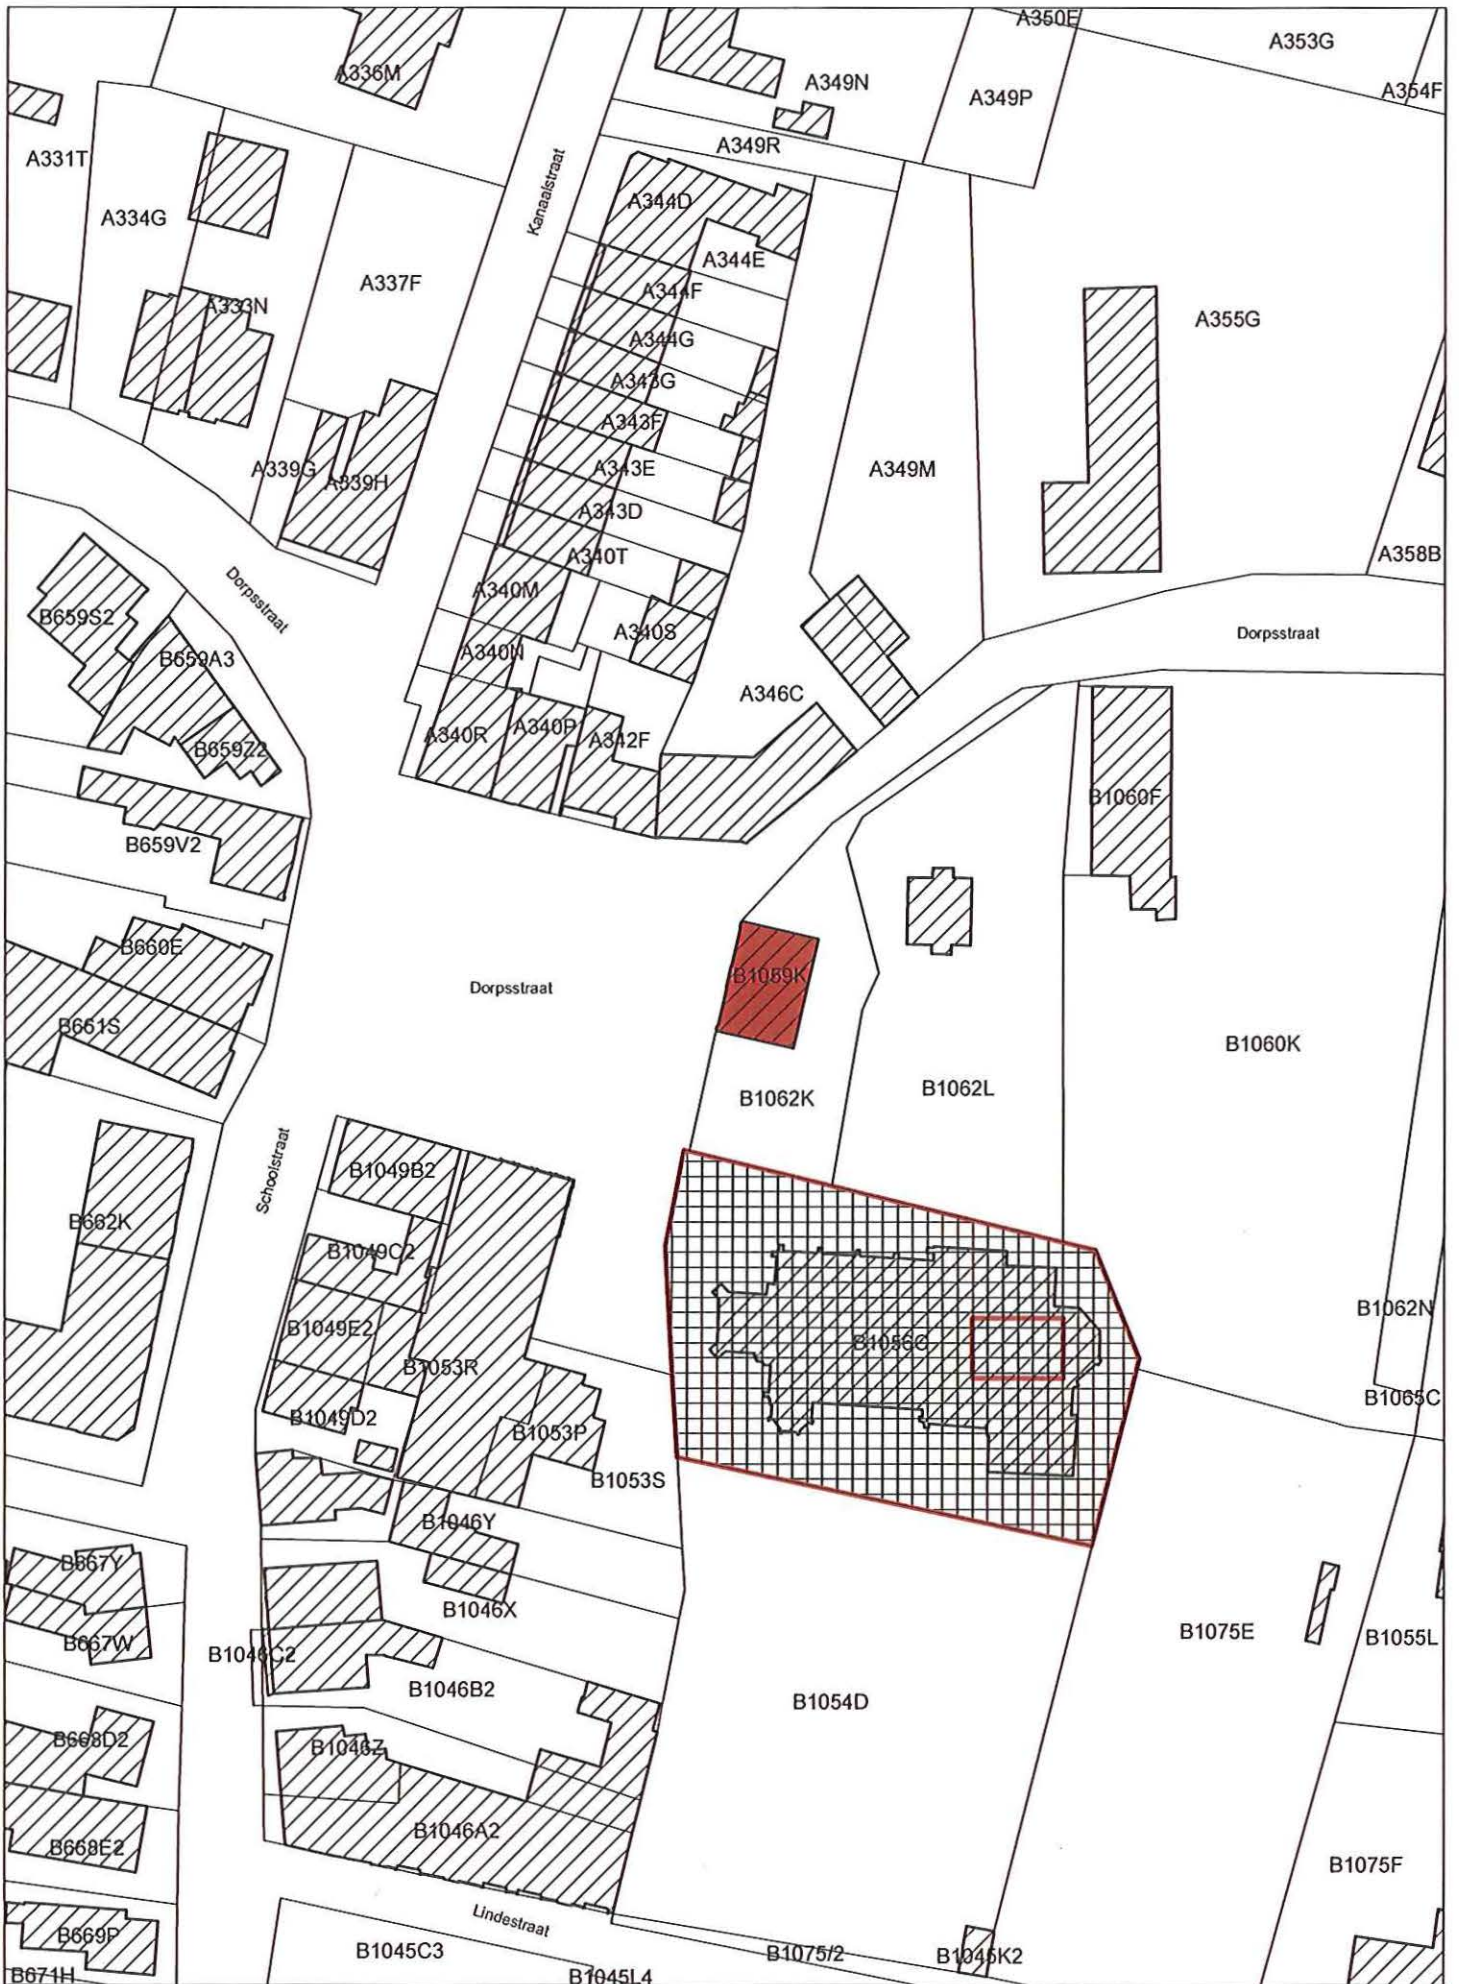 A350E
A353G
A336M
A349N
A354F
A349P
A349R
A331T
Kanaalstraat
A344D
A334G
A344E
A337F
A344F
A333N
A355G
A344G
A343G
A343F
A339G
A343E
A349M
A339H
A343D
A340T
A358B
Dorpsstraat
A340M
B659S2
A340S
Dorpsstraat
A340N
B659A3
A346C
A340R
A340P
A342F
B659Z2
B1060F
B659V2
B660E
B1059K
Dorpsstraat
B661S
B1060K
B1062K
B1062L
Schoolstraat
B1049B2
B662K
B1049C2
B1062N
B1049E2
B1056C
B1053R
B1065C
B1049D2
B1053P
B1053S
B1046Y
B667Y
B1046X
B667W
B1075E
B1055L
B1046C2
B1046B2
B1054D
B668D2
B1046Z
B1046A2
B668E2
B1075F
Lindestraat
B669P
B1045C3
B1075/2
B1045K2
B671H
B1045L4